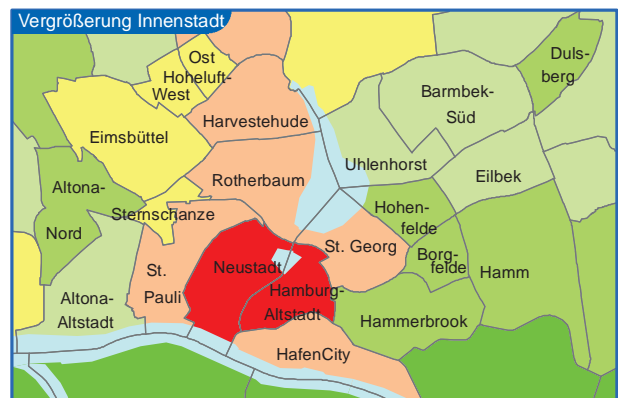 Vergrößerung Innenstadt
Ost
Hoheluft-
West
Duls-
berg
Barmbek-
Süd
Harvestehude
Eimsbüttel
Uhlenhorst
Eilbek
Rotherbaum
Altona-
Nord
Sternschanze
Hohen-
felde
St. Georg
Borg-
felde
Hamm
St.
Pauli
Neustadt
Hamburg-
Altstadt
Altona-
Altstadt
Hammerbrook
HafenCity